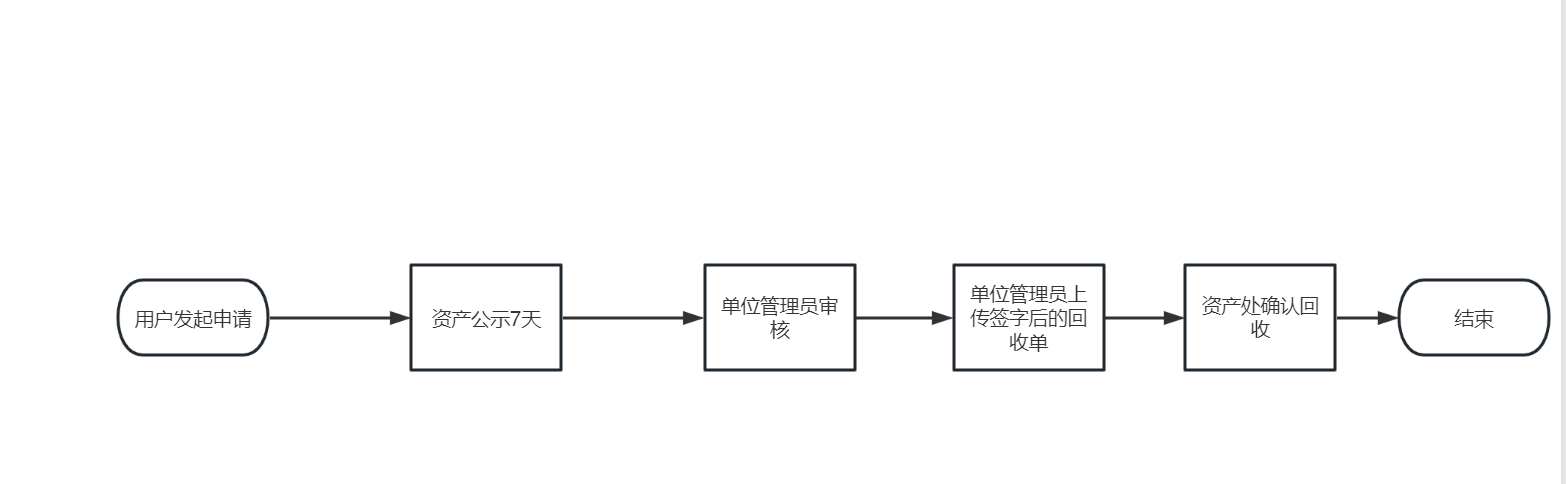 用户发起申请
资产公示7天
单位管理员审
核
单位管理员上
传签字后的回
收单
资产处确认回
收
结束